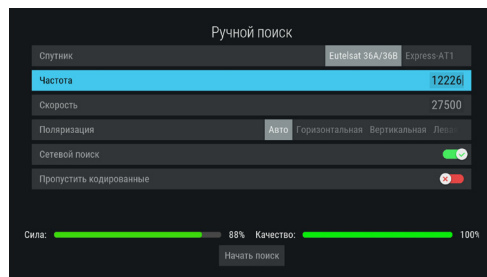 Ручной поиск
Спутник Eutelsat 36A/36B Express-AT1
Частота 12226
Скорость 27500
Поляризация Авто Горизонтальная Вертикальная Левая
Сетевой поиск
Пропустить кодированные
Сила: 88% Качество: 100%
Начать поиск